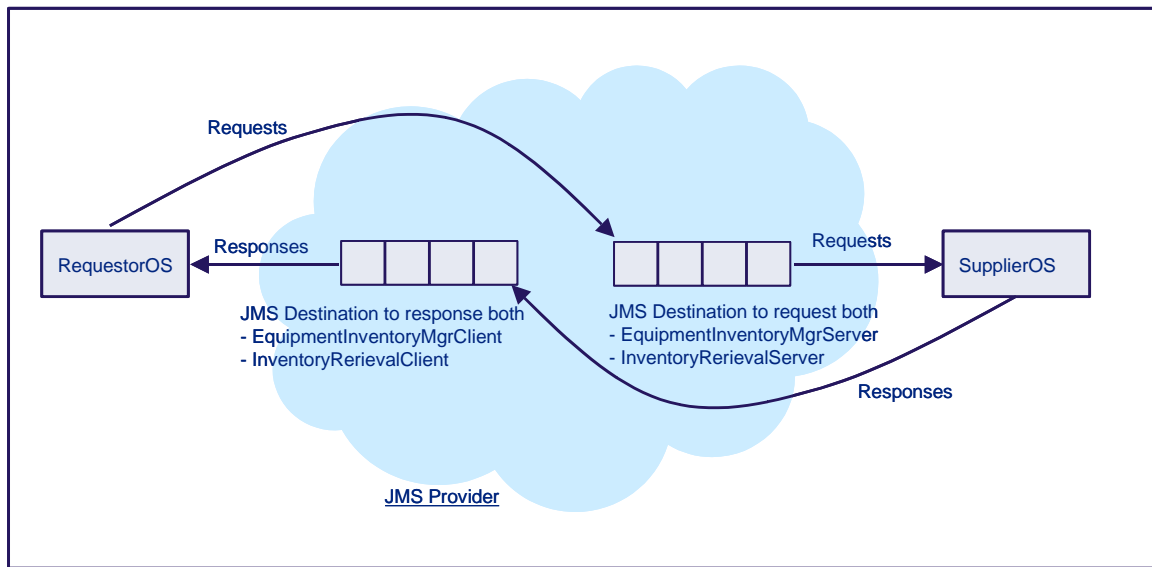 Requests
RequestorOS
Responses
Requests
SupplierOS
JMS Destination to response both
- EquipmentInventoryMgrClient
- InventoryRerievalClient
JMS Destination to request both
- EquipmentInventoryMgrServer
- InventoryRerievalServer
Responses
JMS Provider